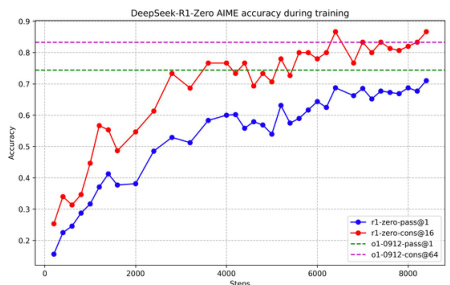 DeepSeek-R1-Zero AIME accuracy during training
0.9
0.8
0.7
0.6
0.5
0.4
0.3
0.2
Accuracy
r1-zero-pass@1
r1-zero-cons@16
o1-0912-pass@1
o1-0912-cons@64
0 2000 4000 6000 8000
Steps